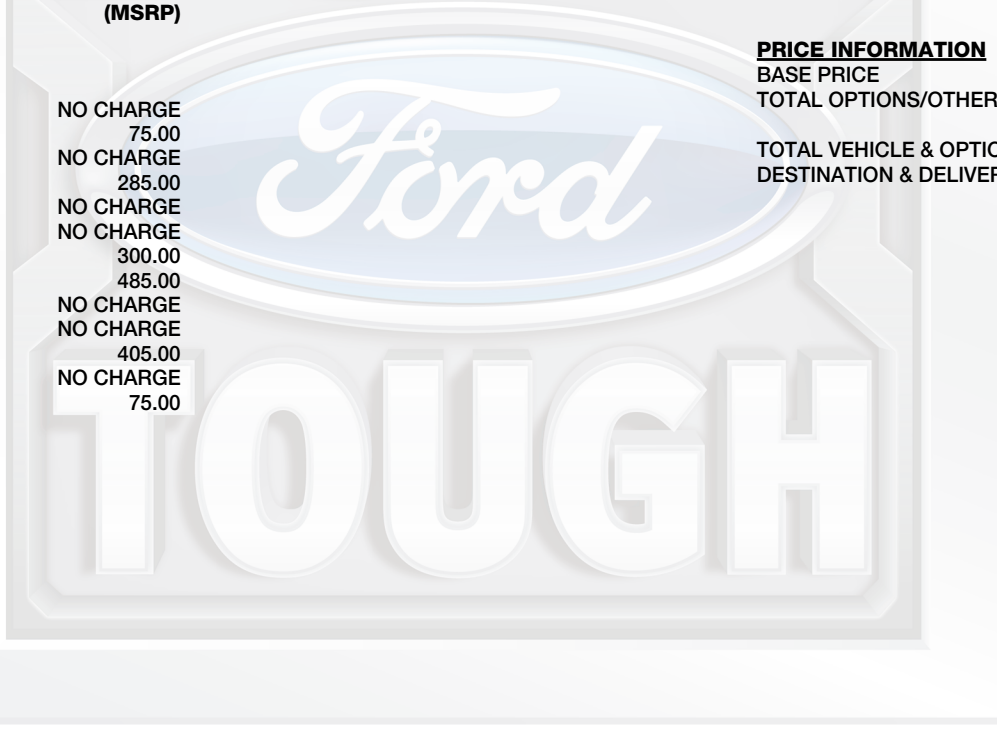 (MSRP)
NO CHARGE
75.00
NO CHARGE
285.00
NO CHARGE
NO CHARGE
300.00
485.00
NO CHARGE
NO CHARGE
405.00
NO CHARGE
75.00
PRICE INFORMATION
BASE PRICE
TOTAL OPTIONS/OTHER
TOTAL VEHICLE & OPTIO
DESTINATION & DELIVER
Ford
TOUGH